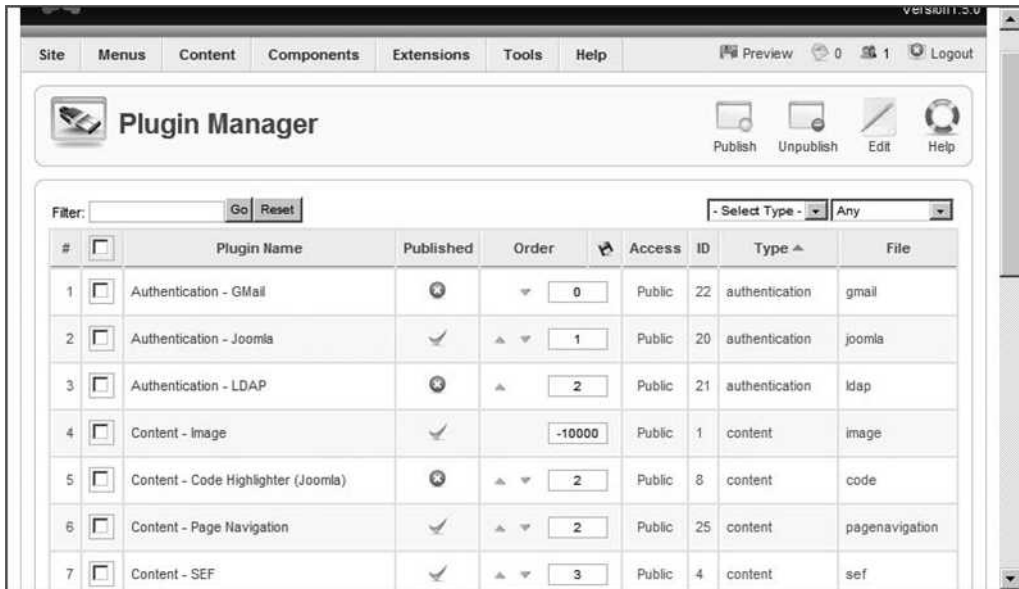 Version1.5.0
Site Menus Content Components Extensions Tools Help Preview 0 1 Logout
Plugin Manager
Publish Unpublish Edit Help
Filter: Go Reset - Select Type - Any
# Plugin Name Published Order Access ID Type File
1 Authentication - GMail 0 Public 22 authentication gmail
2 Authentication - Joomla 1 Public 20 authentication joomla
3 Authentication - LDAP 2 Public 21 authentication ldap
4 Content - Image -10000 Public 1 content image
5 Content - Code Highlighter (Joomla) 2 Public 8 content code
6 Content - Page Navigation 2 Public 25 content pagenavigation
7 Content - SEF 3 Public 4 content sef